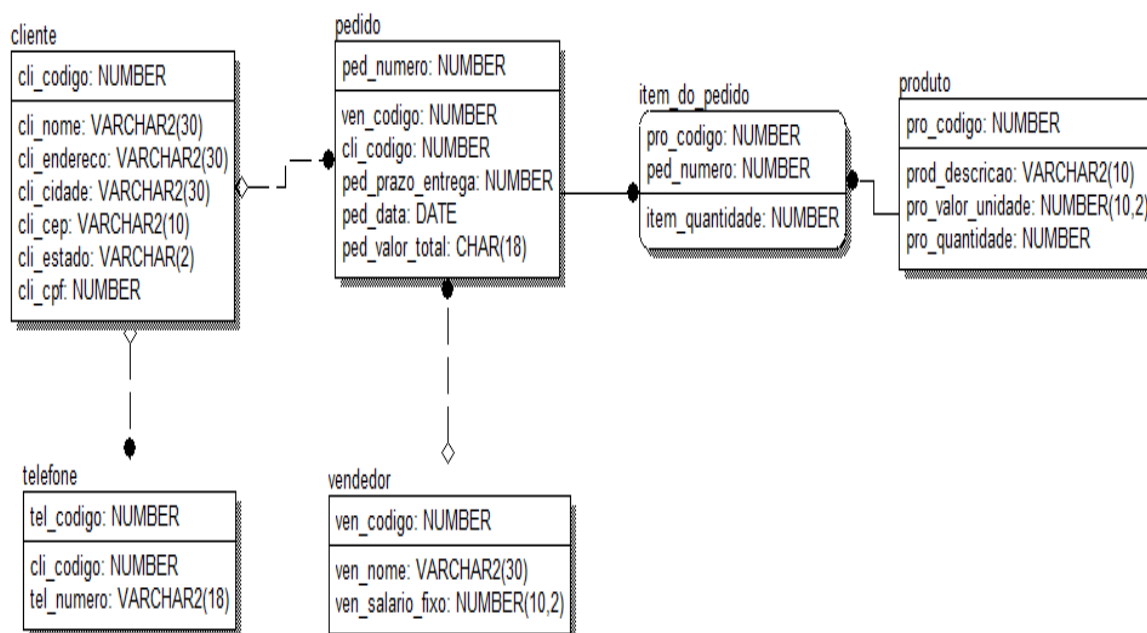 cliente
cli_codigo: NUMBER
cli_nome: VARCHAR2(30)
cli_endereco: VARCHAR2(30)
cli_cidade: VARCHAR2(30)
cli_cep: VARCHAR2(10)
cli_estado: VARCHAR(2)
cli_cpf: NUMBER
pedido
ped_numero: NUMBER
ven_codigo: NUMBER
cli_codigo: NUMBER
ped_prazo_entrega: NUMBER
ped_data: DATE
ped_valor_total: CHAR(18)
item_do_pedido
pro_codigo: NUMBER
ped_numero: NUMBER
item_quantidade: NUMBER
produto
pro_codigo: NUMBER
prod_descricao: VARCHAR2(10)
pro_valor_unidade: NUMBER(10,2)
pro_quantidade: NUMBER
telefone
tel_codigo: NUMBER
cli_codigo: NUMBER
tel_numero: VARCHAR2(18)
vendedor
ven_codigo: NUMBER
ven_nome: VARCHAR2(30)
ven_salario_fixo: NUMBER(10,2)